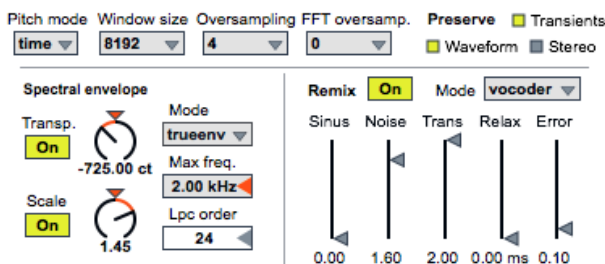 Pitch mode Window size Oversampling FFT oversamp. Preserve Transients
time 8192 4 0 Waveform Stereo
Spectral envelope
Transp. Mode
On trueenv
-725.00 ct
Max freq.
2.00 kHz
Scale
On
Lpc order
1.45 24
Remix On Mode vocoder
Sinus Noise Trans Relax Error
0.00 1.60 2.00 0.00 ms 0.10